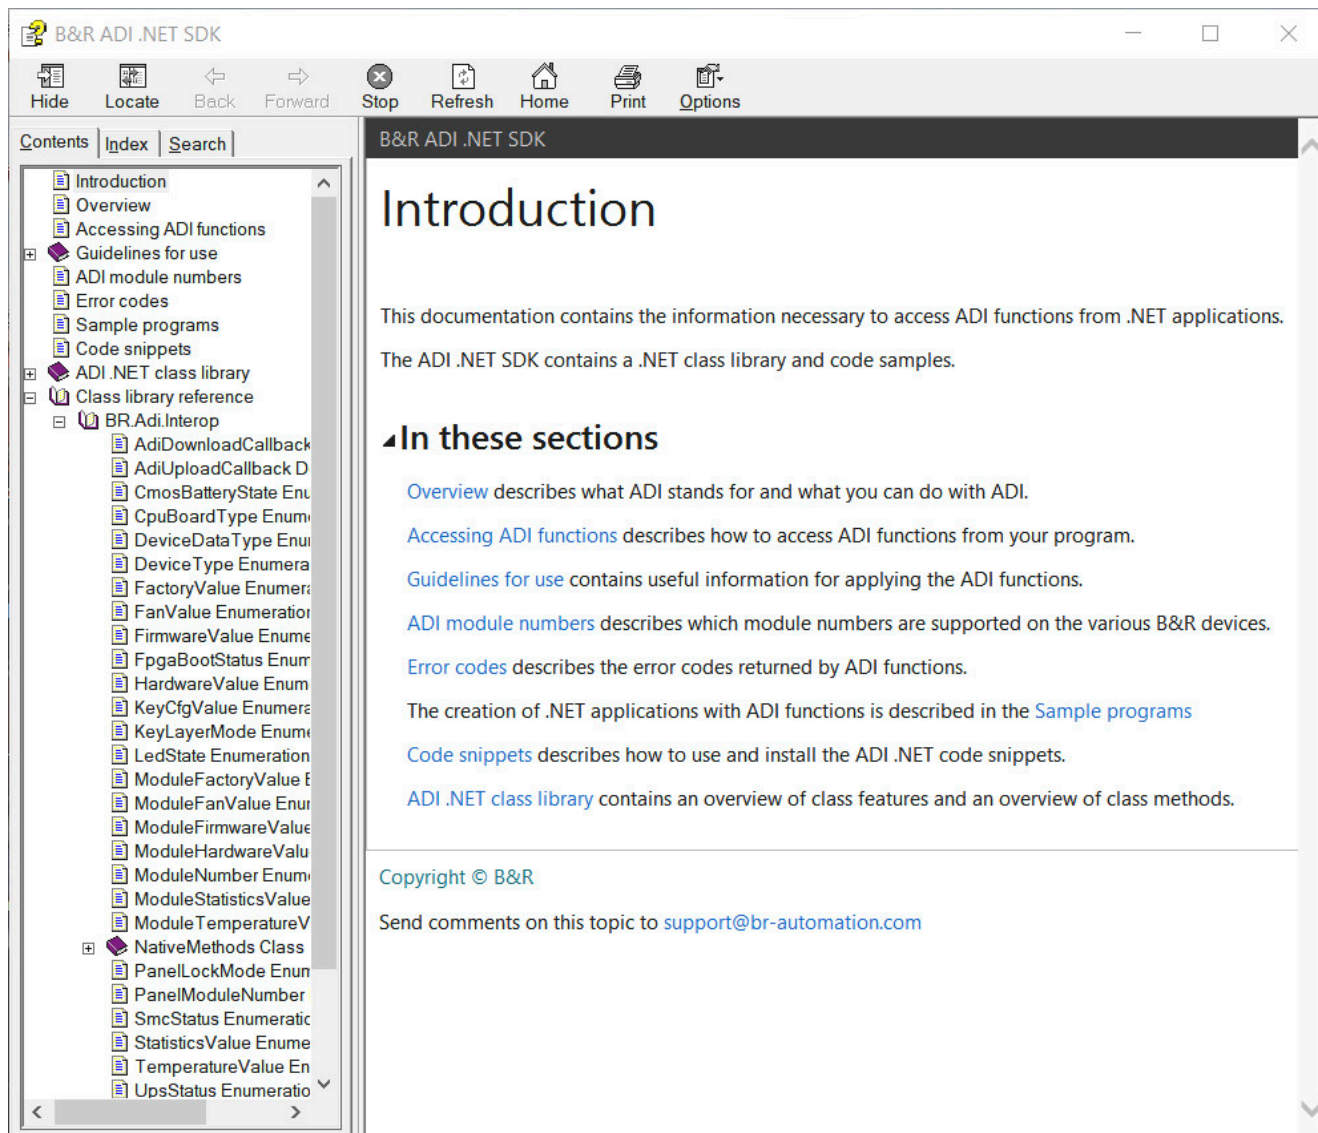 B&R ADI .NET SDK
Hide Locate Back Forward Stop Refresh Home Print Options
Contents Index Search
Introduction
Overview
Accessing ADI functions
Guidelines for use
ADI module numbers
Error codes
Sample programs
Code snippets
ADI .NET class library
Class library reference
BR.Adi.Interop
AdiDownloadCallback
AdiUploadCallback D
CmosBatteryState Enu
CpuBoardType Enum
DeviceDataType Enu
DeviceType Enumera
FactoryValue Enumer
FanValue Enumeration
FirmwareValue Enume
FpgaBootStatus Enum
HardwareValue Enum
KeyCfgValue Enumera
KeyLayerMode Enume
LedState Enumeration
ModuleFactoryValue E
ModuleFanValue Enu
ModuleFirmwareValue
ModuleHardwareValu
ModuleNumber Enum
ModuleStatisticsValue
ModuleTemperatureV
NativeMethods Class
PanelLockMode Enum
PanelModuleNumber
SmcStatus Enumeratio
StatisticsValue Enume
TemperatureValue En
UpsStatus Enumeratio
B&R ADI .NET SDK
Introduction
This documentation contains the information necessary to access ADI functions from .NET applications.
The ADI .NET SDK contains a .NET class library and code samples.
In these sections
Overview describes what ADI stands for and what you can do with ADI.
Accessing ADI functions describes how to access ADI functions from your program.
Guidelines for use contains useful information for applying the ADI functions.
ADI module numbers describes which module numbers are supported on the various B&R devices.
Error codes describes the error codes returned by ADI functions.
The creation of .NET applications with ADI functions is described in the Sample programs
Code snippets describes how to use and install the ADI .NET code snippets.
ADI .NET class library contains an overview of class features and an overview of class methods.
Copyright © B&R
Send comments on this topic to support@br-automation.com